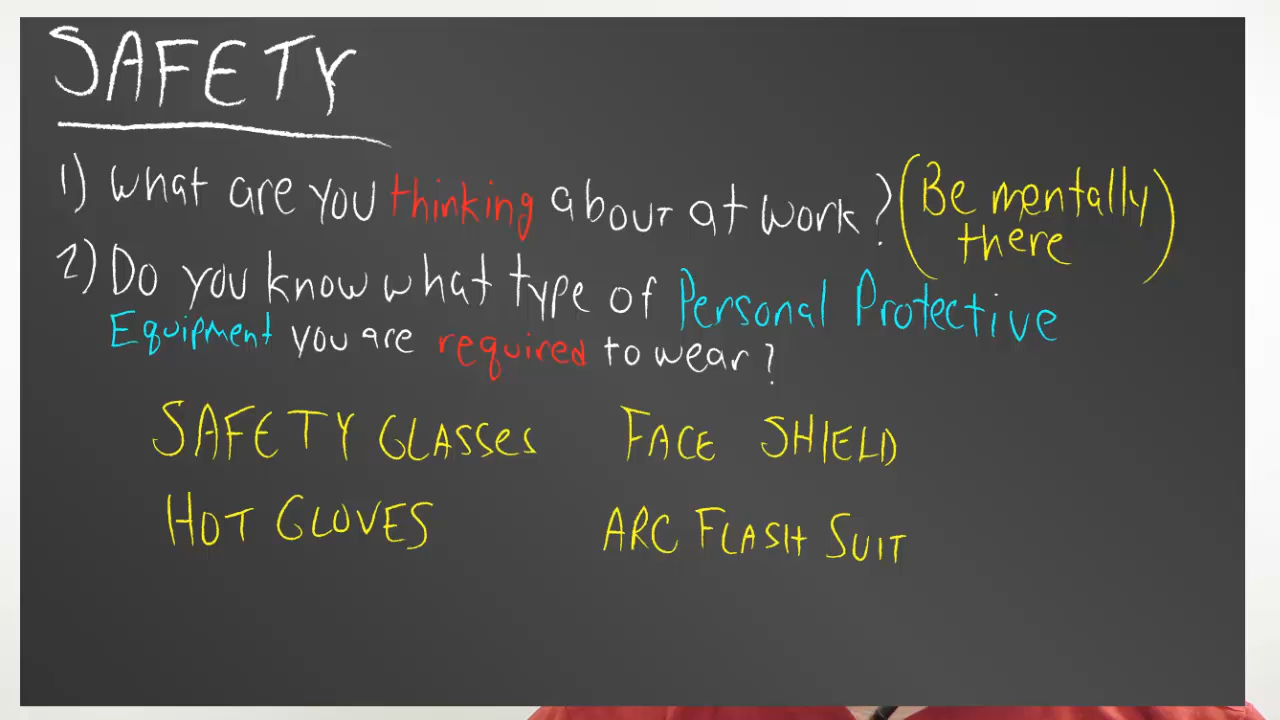 SAFETY
1) What are you thinking about at work? (Be mentally
there)
2) Do you know what type of Personal Protective
Equipment you are required to wear?
SAFETY GLASSES FACE SHIELD
HOT GLOVES ARC FLASH SUIT